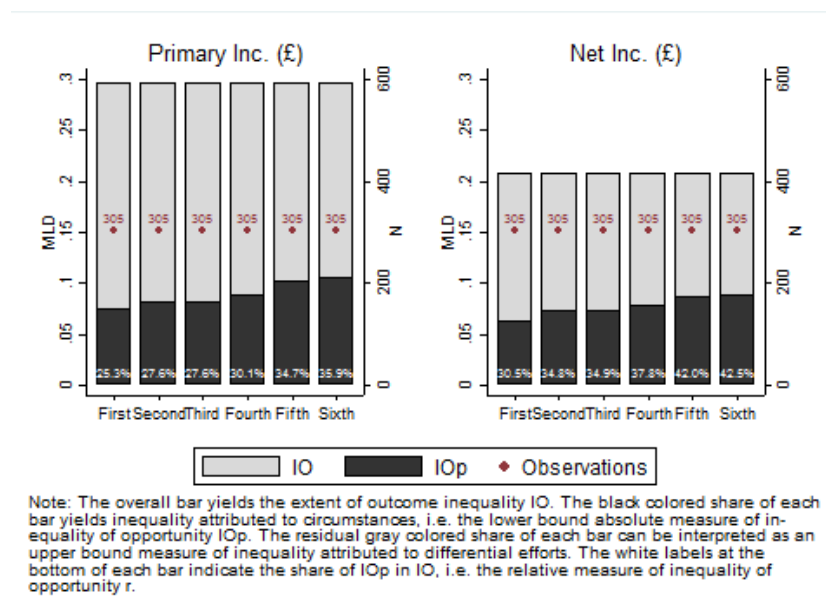 Primary Inc. (£)
Net Inc. (£)
MLD
0 .05 .1 .15 .2 .25 .3
305 305 305 305 305 305
25.3% 27.6% 27.6% 30.1% 34.7% 35.9%
First Second Third Fourth Fifth Sixth
0 200 400 600
N
MLD
0 .05 .1 .15 .2 .25 .3
305 305 305 305 305 305
30.5% 34.8% 34.9% 37.8% 42.0% 42.5%
First Second Third Fourth Fifth Sixth
0 200 400 600
N
IO IOp Observations
Note: The overall bar yields the extent of outcome inequality IO. The black colored share of each
bar yields inequality attributed to circumstances, i.e. the lower bound absolute measure of in-
equality of opportunity IOp. The residual gray colored share of each bar can be interpreted as an
upper bound measure of inequality attributed to differential efforts. The white labels at the
bottom of each bar indicate the share of IOp in IO, i.e. the relative measure of inequality of
opportunity r.